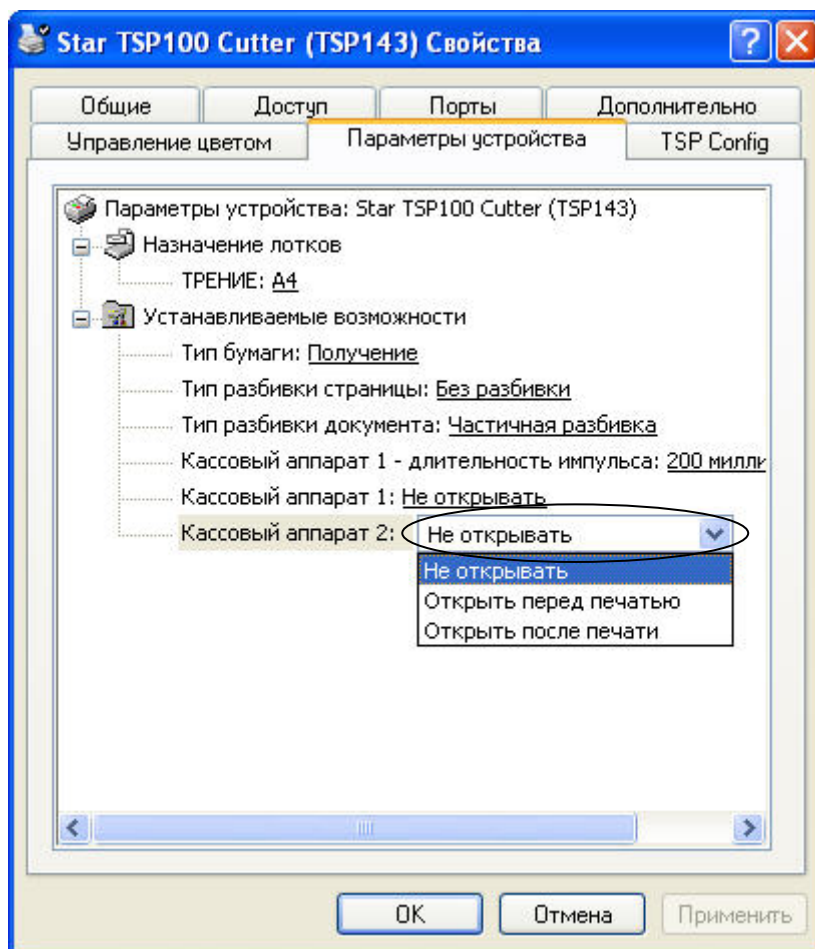 Star TSP100 Cutter (TSP143) Свойства
Общие Доступ Порты Дополнительно
Управление цветом Параметры устройства TSP Config
Параметры устройства: Star TSP100 Cutter (TSP143)
Назначение лотков
ТРЕНИЕ: A4
Устанавливаемые возможности
Тип бумаги: Получение
Тип разбивки страницы: Без разбивки
Тип разбивки документа: Частичная разбивка
Кассовый аппарат 1 - длительность импульса: 200 милли
Кассовый аппарат 1: Не открывать
Кассовый аппарат 2: Не открывать
Не открывать
Открыть перед печатью
Открыть после печати
OK Отмена Применить